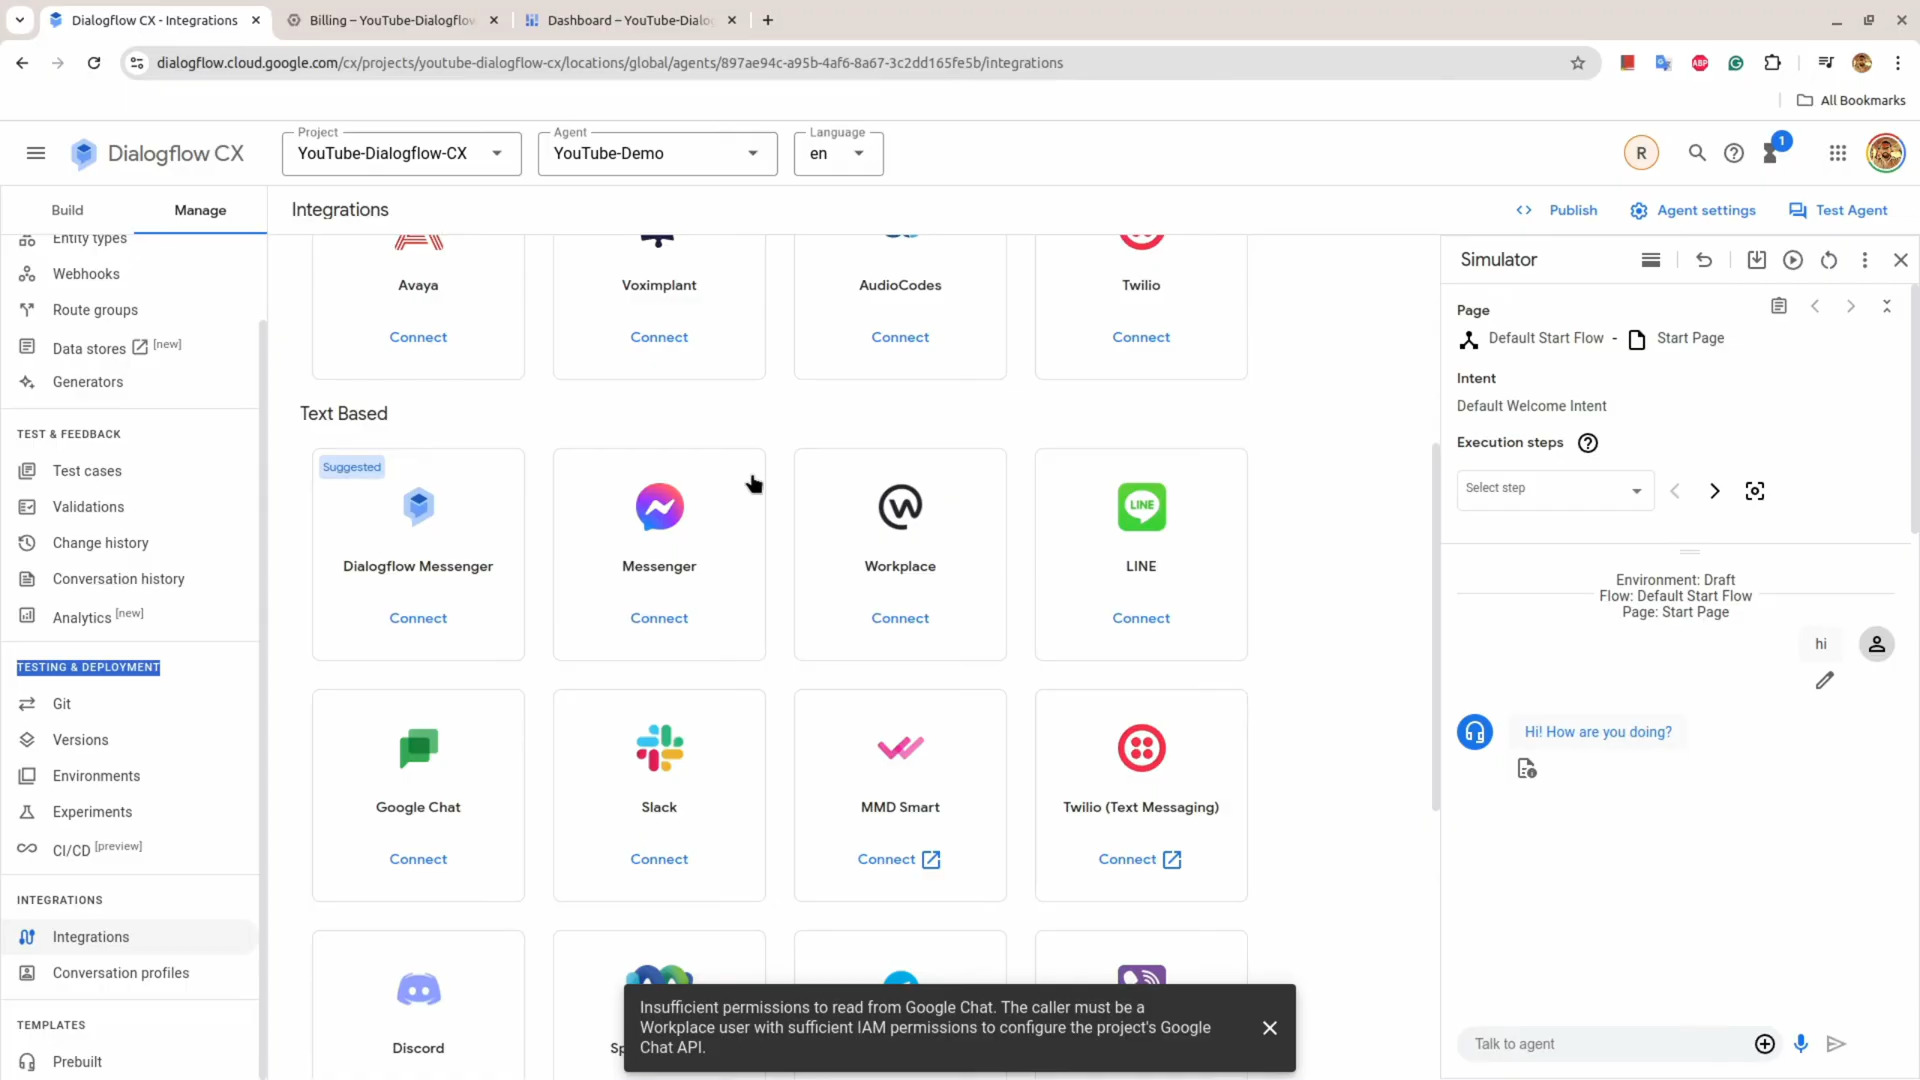 Dialogflow CX - Integrations
Billing – YouTube-Dialogflow
Dashboard – YouTube-Dialo
dialogflow.cloud.google.com/cx/projects/youtube-dialogflow-cx/locations/global/agents/897ae94c-a95b-4af6-8a67-3c2dd165fe5b/integrations
ABP
All Bookmarks
Dialogflow CX
Project
YouTube-Dialogflow-CX
Agent
YouTube-Demo
Language
en
R
1
Build
Manage
Integrations
Publish
Agent settings
Test Agent
Entity types
Webhooks
Route groups
Data stores [new]
Generators
TEST & FEEDBACK
Test cases
Validations
Change history
Conversation history
Analytics [new]
TESTING & DEPLOYMENT
Git
Versions
Environments
Experiments
CI/CD [preview]
INTEGRATIONS
Integrations
Conversation profiles
TEMPLATES
Prebuilt
Avaya
Connect
Voximplant
Connect
AudioCodes
Connect
Twilio
Connect
Text Based
Suggested
Dialogflow Messenger
Connect
Messenger
Connect
Workplace
Connect
LINE
LINE
Connect
Google Chat
Connect
Slack
Connect
MMD Smart
Connect
Twilio (Text Messaging)
Connect
Discord
Sp
Insufficient permissions to read from Google Chat. The caller must be a
Workplace user with sufficient IAM permissions to configure the project's Google
Chat API.
Simulator
Page
Default Start Flow - Start Page
Intent
Default Welcome Intent
Execution steps
Select step
Environment: Draft
Flow: Default Start Flow
Page: Start Page
hi
Hi! How are you doing?
Talk to agent